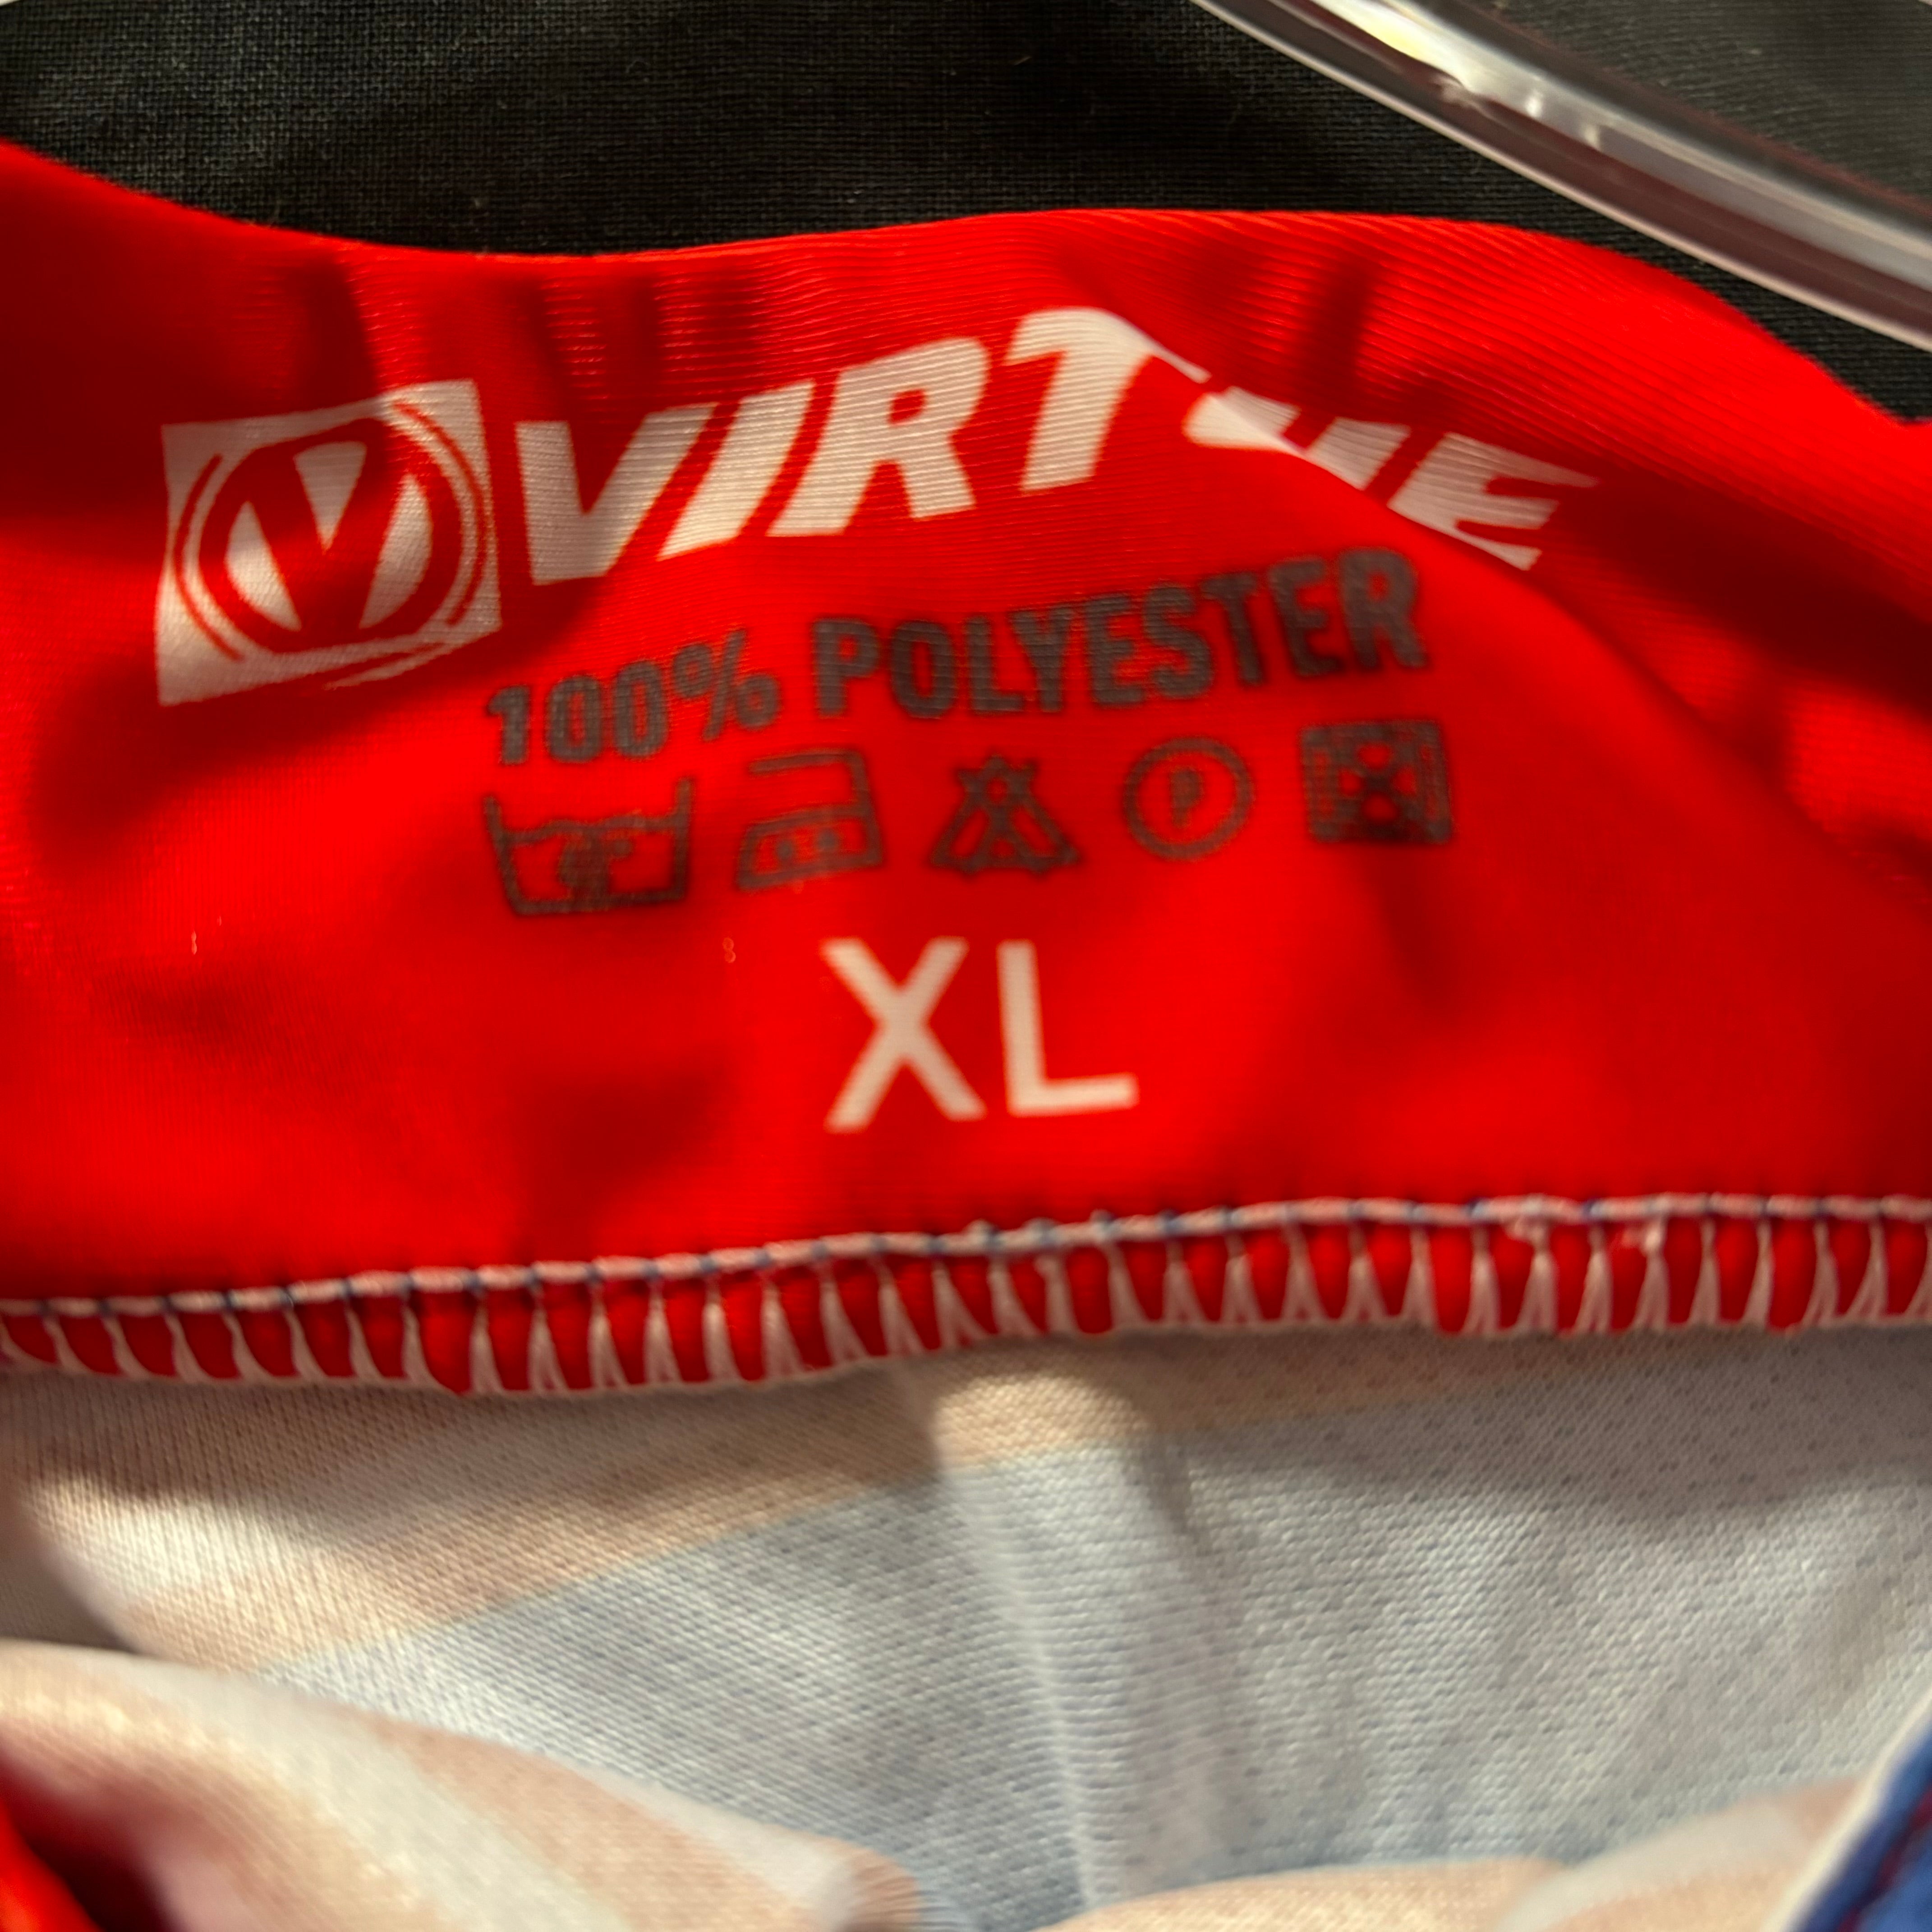 VIRTUE
100% POLYESTER
P
XL